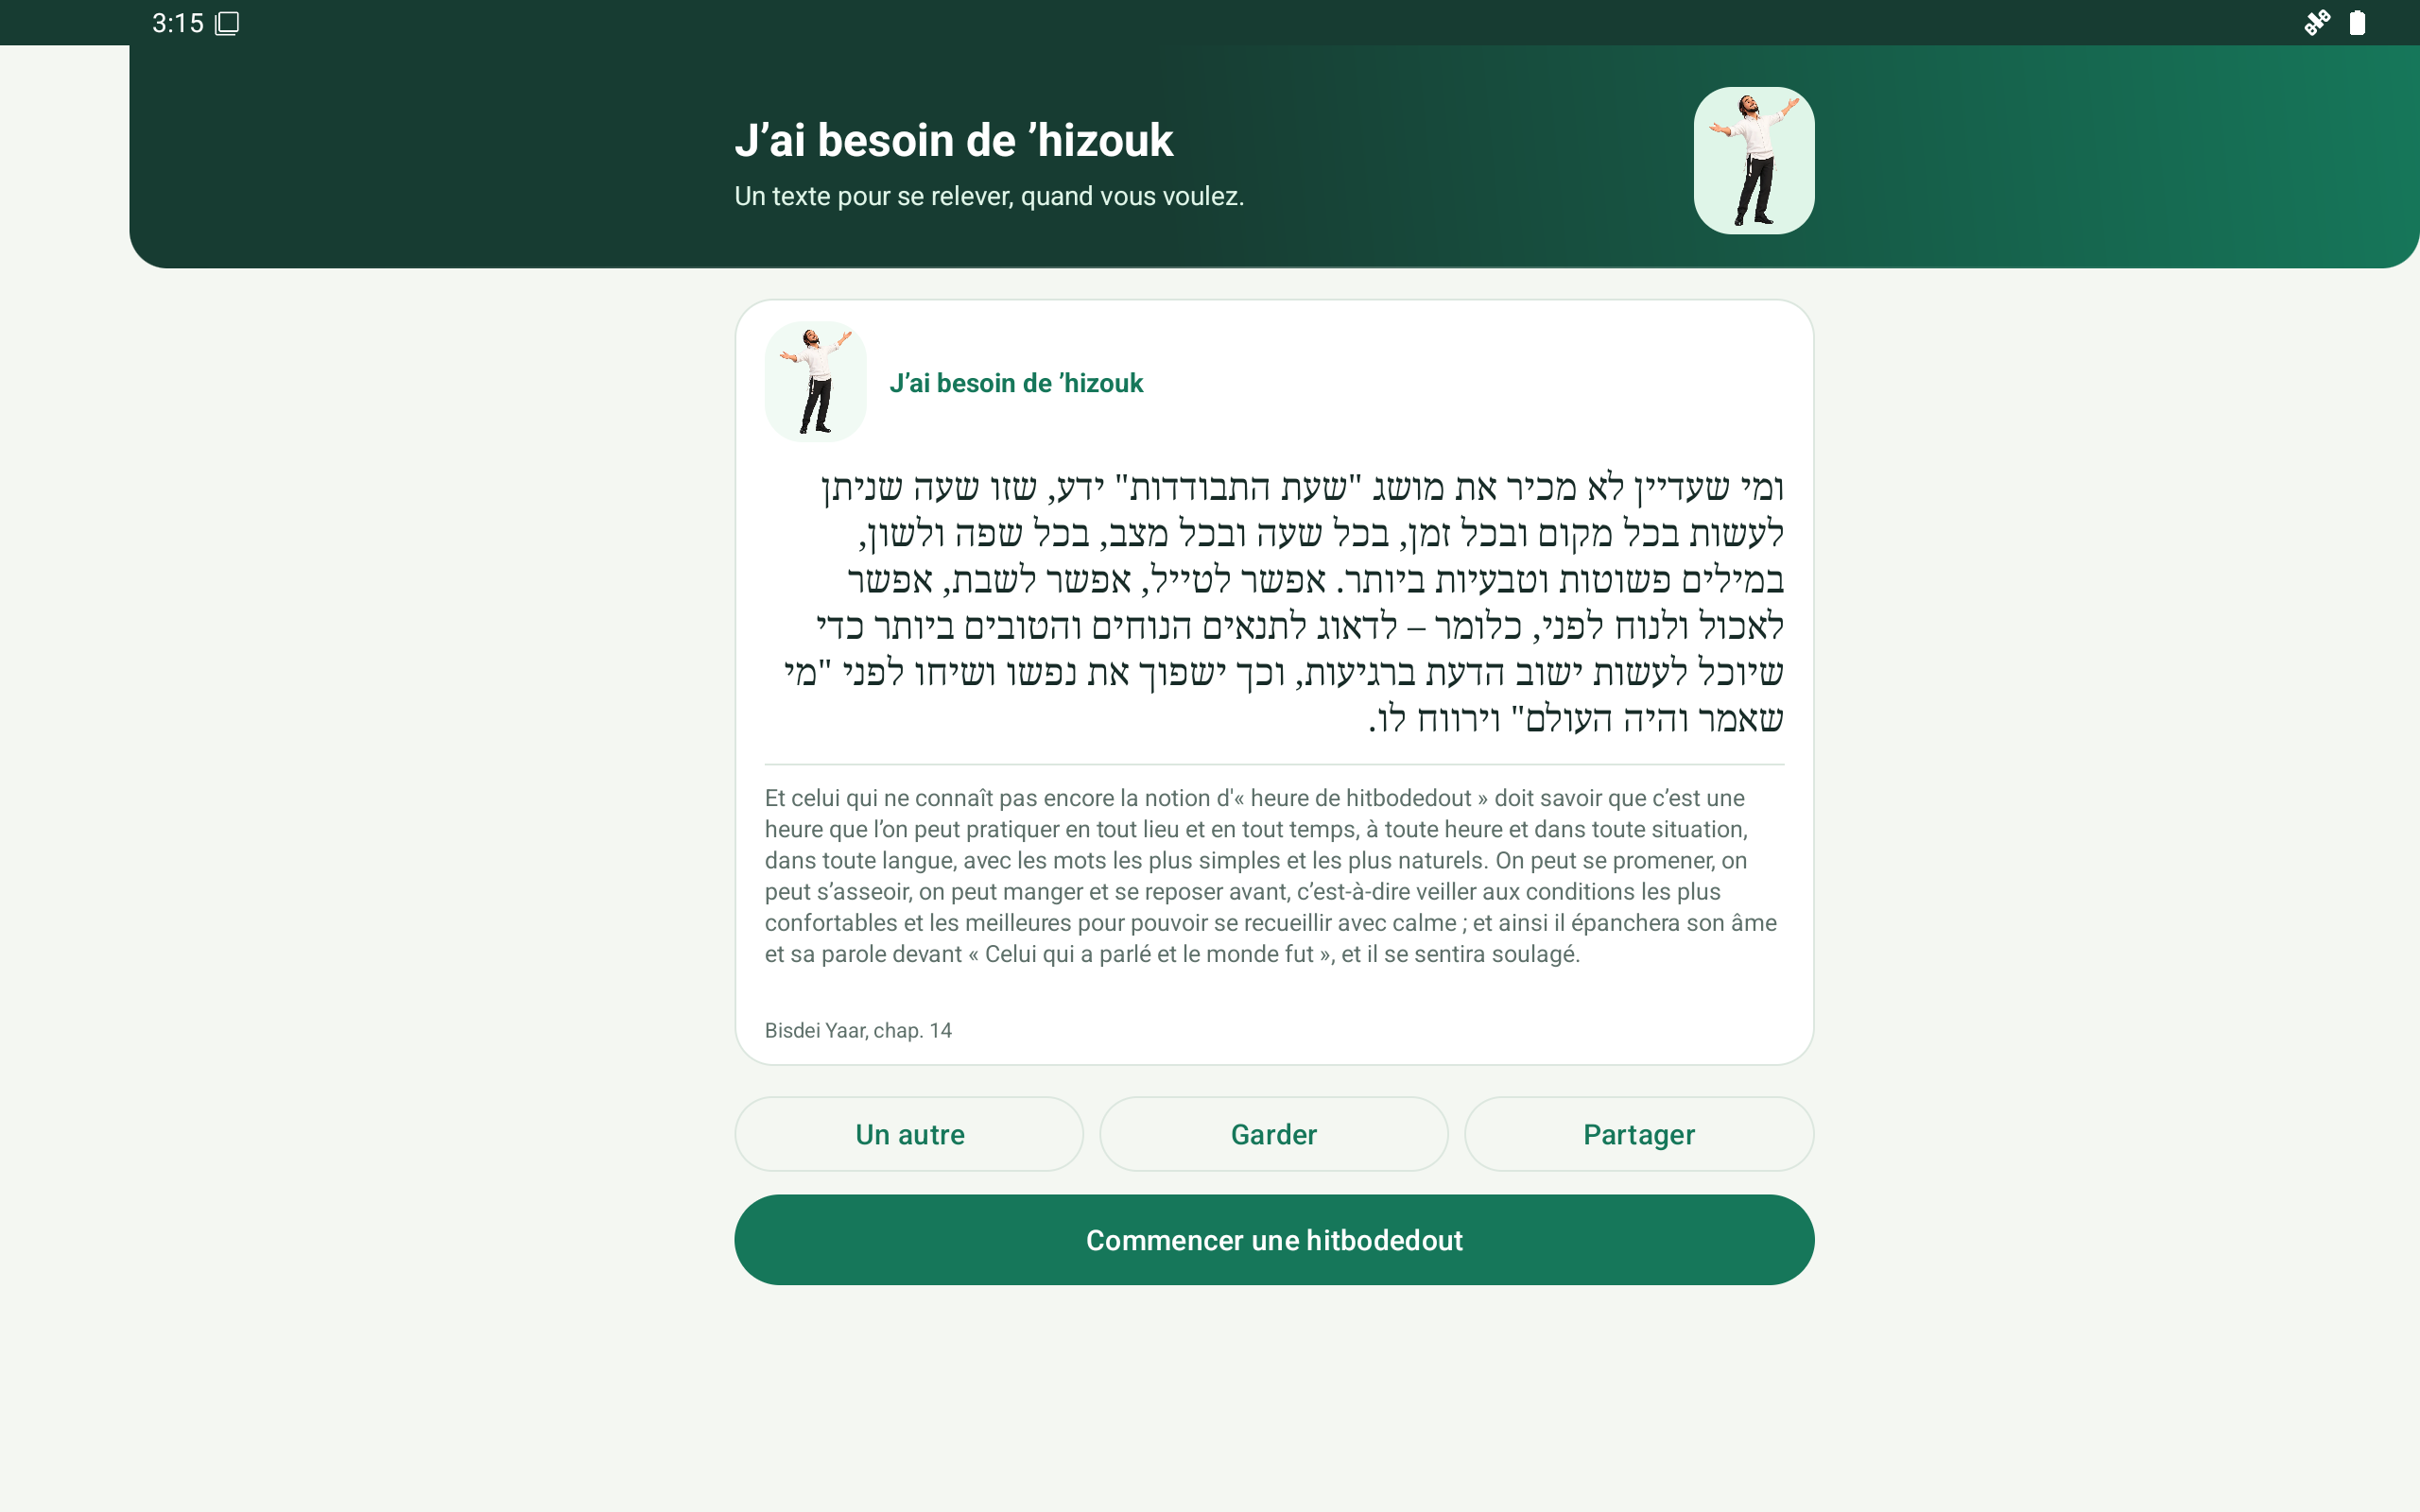 3:15
J’ai besoin de ’hizouk
Un texte pour se relever, quand vous voulez.
J’ai besoin de ’hizouk
ומי שעדיין לא מכיר את מושג "שעת התבודדות" ידע, שזו שעה שניתן
לעשות בכל מקום ובכל זמן, בכל שעה ובכל מצב, בכל שפה ולשון,
במילים פשוטות וטבעיות ביותר. אפשר לטייל, אפשר לשבת, אפשר
לאכול ולנוח לפני, כלומר – לדאוג לתנאים הנוחים והטובים ביותר כדי
שיוכל לעשות ישוב הדעת ברגיעות, וכך ישפוך את נפשו ושיחו לפני "מי
שאמר והיה העולם" וירווח לו.
Et celui qui ne connaît pas encore la notion d'« heure de hitbodedout » doit savoir que c’est une
heure que l’on peut pratiquer en tout lieu et en tout temps, à toute heure et dans toute situation,
dans toute langue, avec les mots les plus simples et les plus naturels. On peut se promener, on
peut s’asseoir, on peut manger et se reposer avant, c’est-à-dire veiller aux conditions les plus
confortables et les meilleures pour pouvoir se recueillir avec calme ; et ainsi il épanchera son âme
et sa parole devant « Celui qui a parlé et le monde fut », et il se sentira soulagé.
Bisdei Yaar, chap. 14
Un autre
Garder
Partager
Commencer une hitbodedout